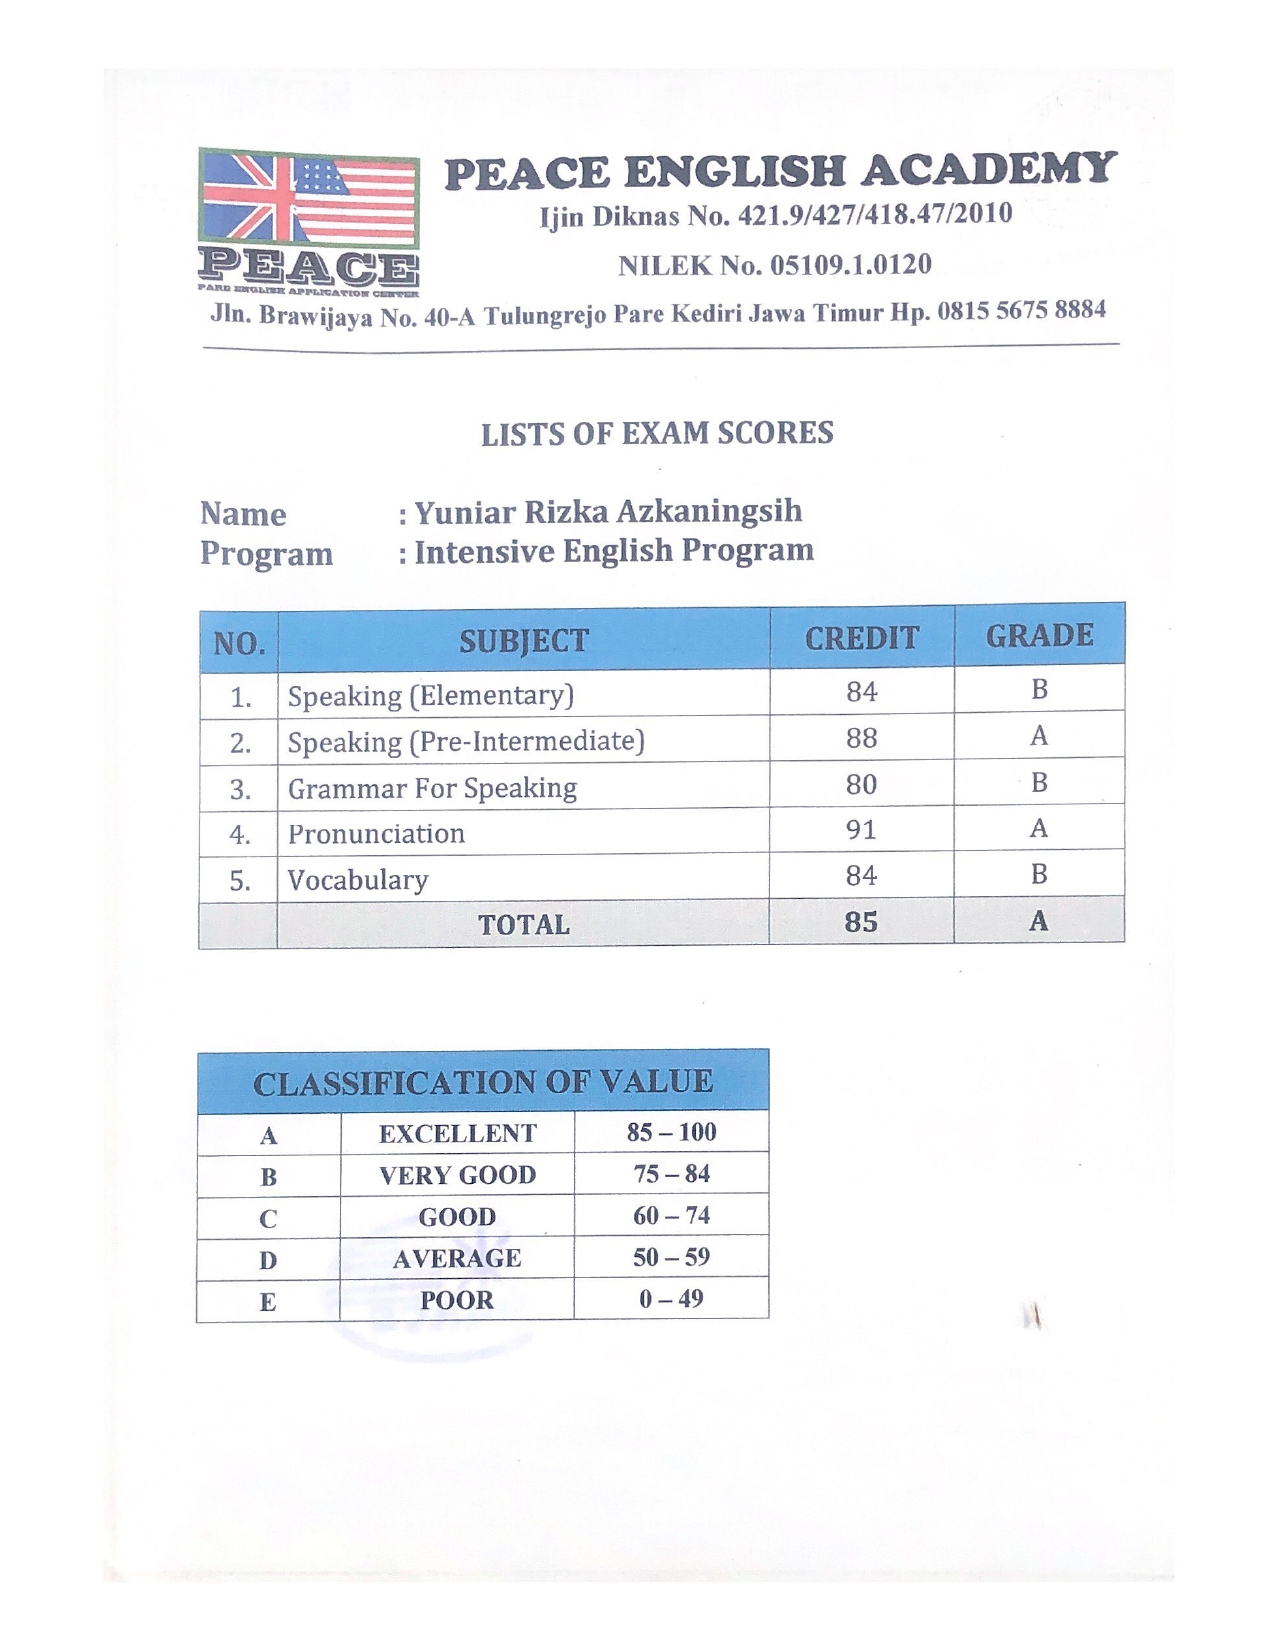 PEACE ENGLISH ACADEMY
Ijin Diknas No. 421.9/427/418.47/2010
NILEK No. 05109.1.0120
PEACE
PARE ENGLISH APPLICATION CENTER
Jln. Brawijaya No. 40-A Tulungrejo Pare Kediri Jawa Timur Hp. 0815 5675 8884
LISTS OF EXAM SCORES
Name : Yuniar Rizka Azkaningsih
Program : Intensive English Program
NO. SUBJECT CREDIT GRADE
1. Speaking (Elementary) 84 B
2. Speaking (Pre-Intermediate) 88 A
3. Grammar For Speaking 80 B
4. Pronunciation 91 A
5. Vocabulary 84 B
TOTAL 85 A
CLASSIFICATION OF VALUE
A EXCELLENT 85 – 100
B VERY GOOD 75 – 84
C GOOD 60 – 74
D AVERAGE 50 – 59
E POOR 0 – 49